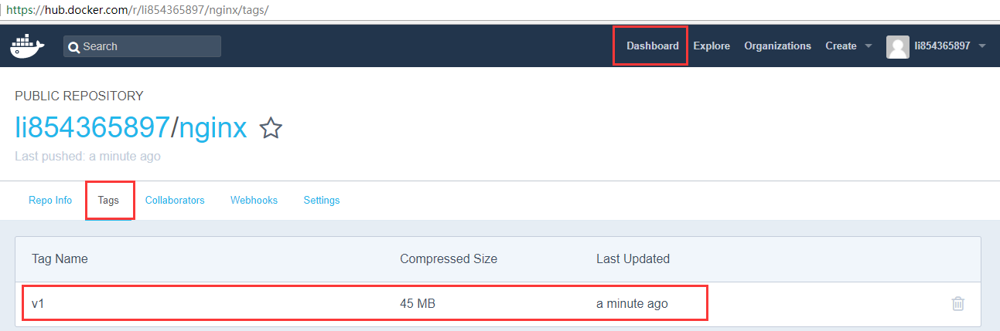 https://hub.docker.com/r/li854365897/nginx/tags/
Search Dashboard Explore Organizations Create li854365897
PUBLIC REPOSITORY
li854365897/nginx
Last pushed: a minute ago
Repo Info Tags Collaborators Webhooks Settings
Tag Name Compressed Size Last Updated
v1 45 MB a minute ago